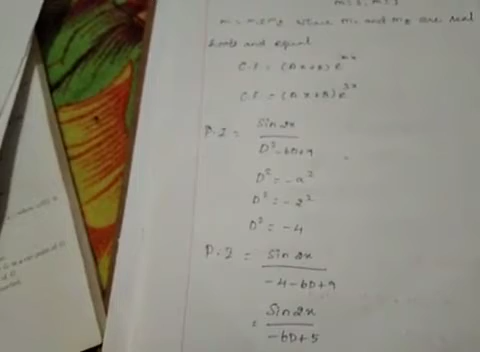 m = 3, m = 3
m = m1 = m2 where m1 and m2 are real
roots and equal
C.F = (Ax+B) e^mx
C.F = (Ax+B) e^3x
P.I = sin2x / D²-6D+9
D² = -a²
D² = -2²
D² = -4
P.I = sin2x / -4-6D+9
= sin2x / -6D+5